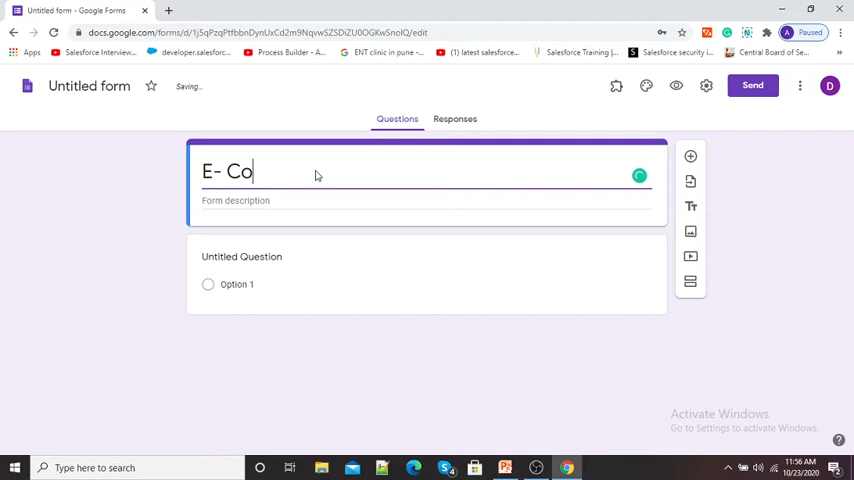 Untitled form - Google Forms
docs.google.com/forms/d/1j5qPzqPtfbbnDynUxCd2m9NqvwSZSDiZU0OGKwSnoIQ/edit
Paused
Apps
Salesforce Interview...
developer.salesforc...
Process Builder - A...
ENT clinic in pune -...
(1) latest salesforce...
Salesforce Training |...
Salesforce security i...
Central Board of Se...
Untitled form
Saving...
Send
D
Questions
Responses
E- Co
Form description
Untitled Question
Option 1
Activate Windows
Go to Settings to activate Windows.
Type here to search
4
11:56 AM
10/23/2020
2